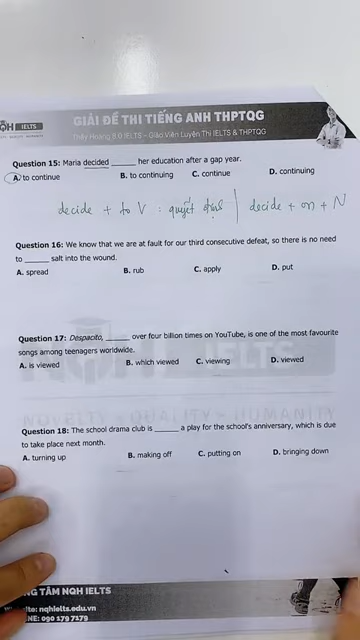 NQH IELTS
GIẢI ĐỀ THI TIẾNG ANH THPTQG
Thầy Hoàng 9.0 IELTS – Giáo Viên Luyện Thi IELTS & THPTQG
Question 15: Maria decided ______ her education after a gap year.
A. to continue B. to continuing C. continue D. continuing
decide + to V : quyết định | decide + on + N
Question 16: We know that we are at fault for our third consecutive defeat, so there is no need
to _____ salt into the wound.
A. spread B. rub C. apply D. put
Question 17: Despacito, ______ over four billion times on YouTube, is one of the most favourite
songs among teenagers worldwide.
A. is viewed B. which viewed C. viewing D. viewed
NOVELTY – QUALITY – HUMANITY
Question 18: The school drama club is ______ a play for the school's anniversary, which is due
to take place next month.
A. turning up B. making off C. putting on D. bringing down
TÂM NQH IELTS
nqhielts.edu.vn
090 179 7179